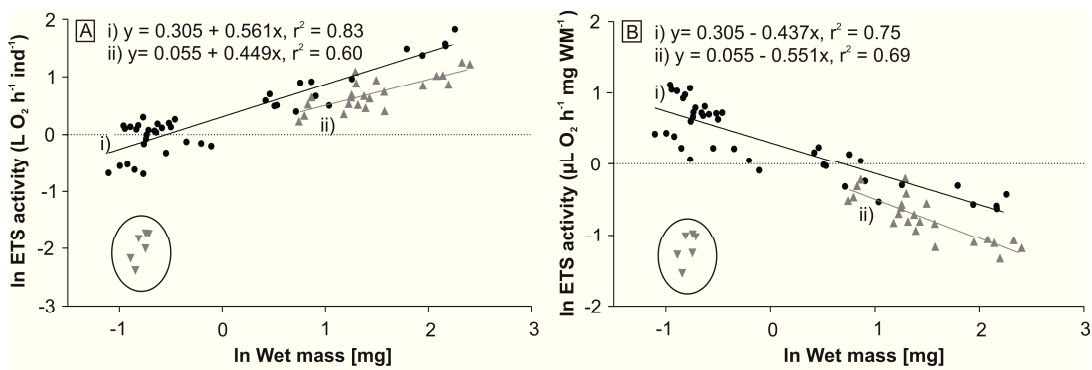 A
i) y = 0.305 + 0.561x, r² = 0.83
ii) y = 0.055 + 0.449x, r² = 0.60
ln ETS activity (L O₂ h⁻¹ ind⁻¹)
2
1
0
-1
-2
-3
i)
ii)
-1 0 1 2 3
ln Wet mass [mg]
B
i) y= 0.305 - 0.437x, r² = 0.75
ii) y = 0.055 - 0.551x, r² = 0.69
ln ETS activity (µL O₂ h⁻¹ mg WM⁻¹)
2
1
0
-1
-2
i)
ii)
-1 0 1 2 3
ln Wet mass [mg]